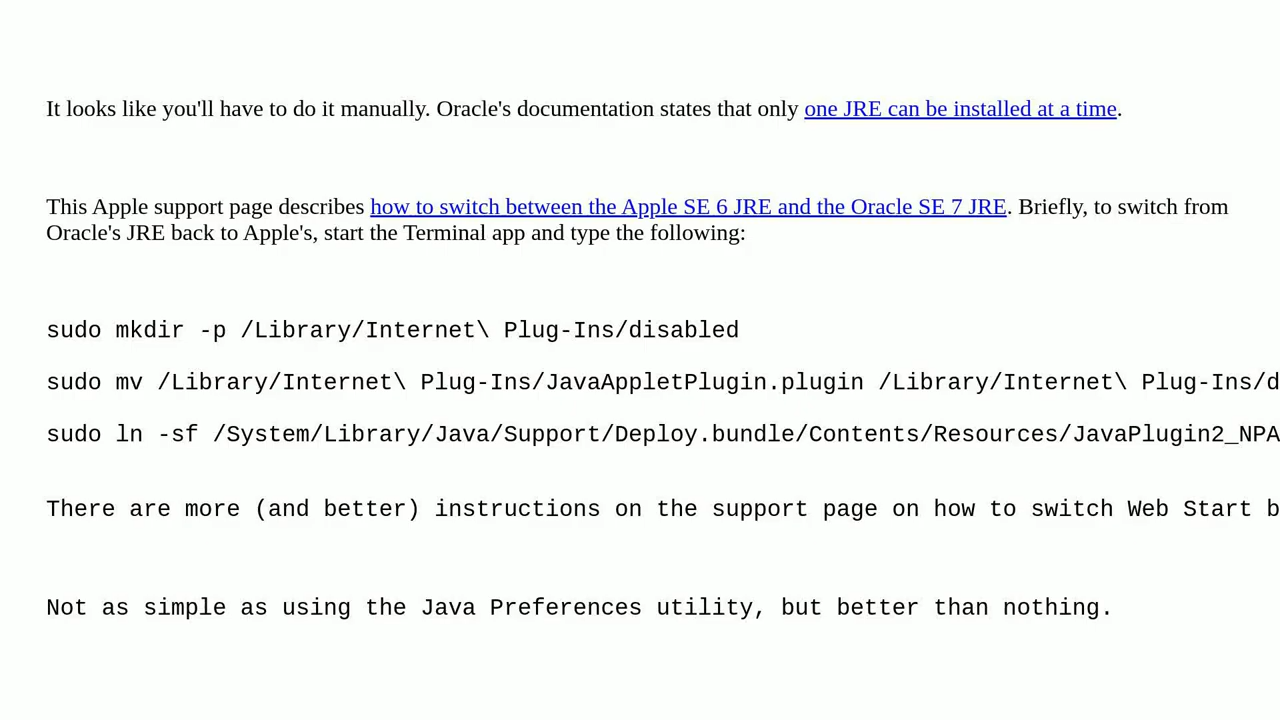 It looks like you'll have to do it manually. Oracle's documentation states that only one JRE can be installed at a time.
This Apple support page describes how to switch between the Apple SE 6 JRE and the Oracle SE 7 JRE. Briefly, to switch from
Oracle's JRE back to Apple's, start the Terminal app and type the following:
sudo mkdir -p /Library/Internet\ Plug-Ins/disabled
sudo mv /Library/Internet\ Plug-Ins/JavaAppletPlugin.plugin /Library/Internet\ Plug-Ins/d
sudo ln -sf /System/Library/Java/Support/Deploy.bundle/Contents/Resources/JavaPlugin2_NPA
There are more (and better) instructions on the support page on how to switch Web Start b
Not as simple as using the Java Preferences utility, but better than nothing.